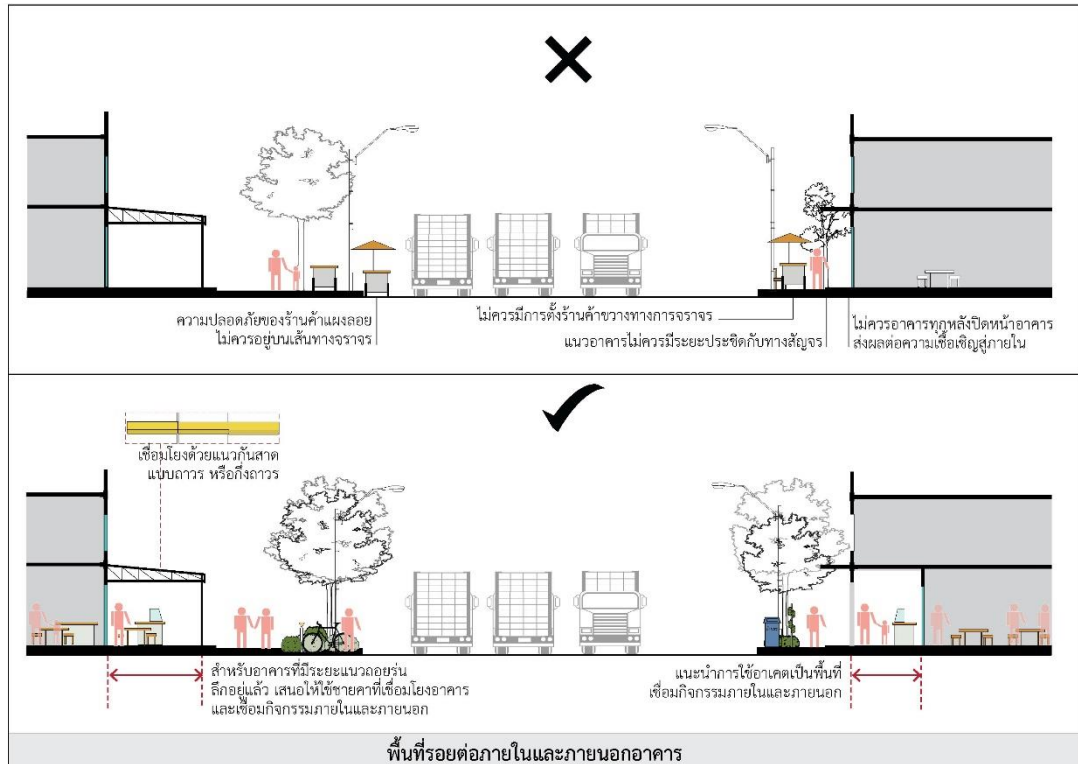 ความปลอดภัยของร้านค้าแผงลอย
ไม่ควรอยู่บนเส้นทางจราจร
ไม่ควรมีการตั้งร้านค้าขวางทางการจราจร
แนวอาคารไม่ควรมีระยะประชิดกับทางสัญจร
ไม่ควรอาคารทุกหลังปิดหน้าอาคาร
ส่งผลต่อความเชื้อเชิญสู่ภายใน
เชื่อมโยงด้วยแนวกันสาด
แบบถาวร หรือกึ่งถาวร
สำหรับอาคารที่มีระยะแนวถอยร่น
ลึกอยู่แล้ว เสนอให้ใช้ชายคาที่เชื่อมโยงอาคาร
และเชื่อมกิจกรรมภายในและภายนอก
แนะนำการใช้อาเคตเป็นพื้นที่
เชื่อมกิจกรรมภายในและภายนอก
พื้นที่รอยต่อภายในและภายนอกอาคาร